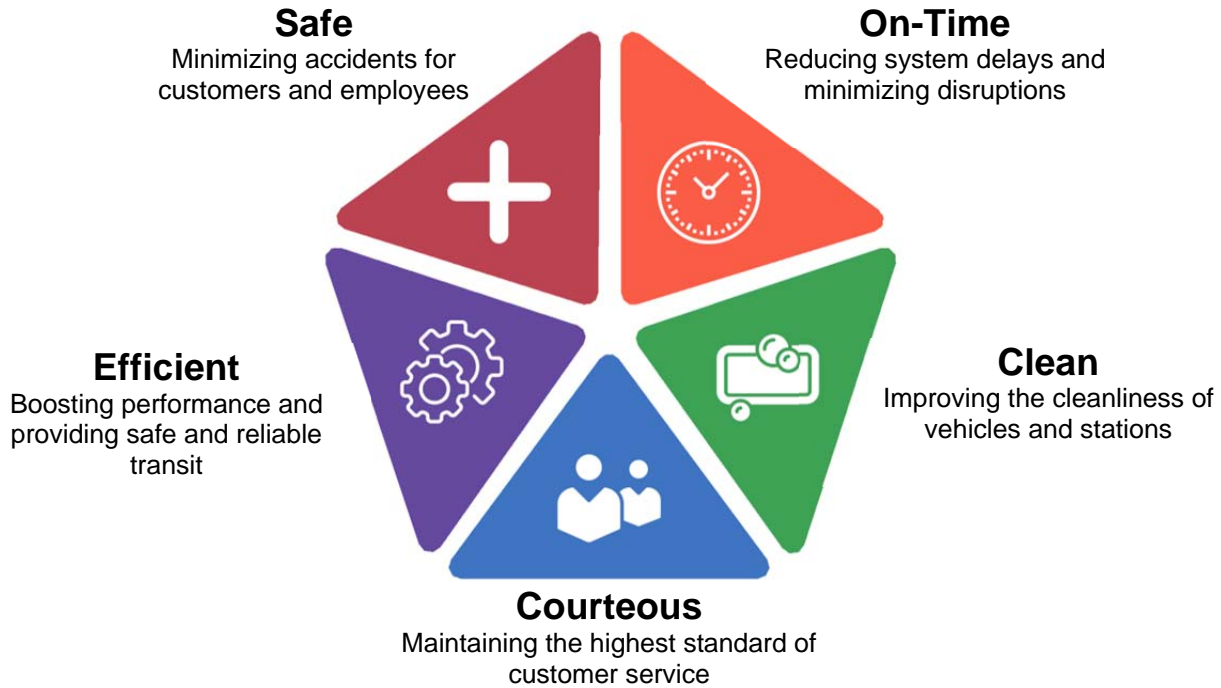 Safe
Minimizing accidents for
customers and employees
On-Time
Reducing system delays and
minimizing disruptions
Efficient
Boosting performance and
providing safe and reliable
transit
Clean
Improving the cleanliness of
vehicles and stations
Courteous
Maintaining the highest standard of
customer service